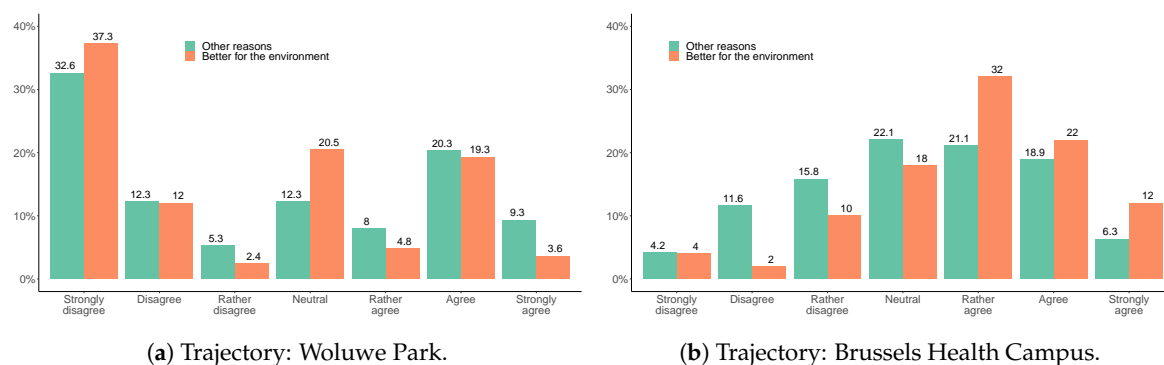 40%
30%
20%
10%
0%
Other reasons
Better for the environment
32.6 37.3
12.3 12
5.3 2.4
12.3 20.5
8 4.8
20.3 19.3
9.3 3.6
Strongly disagree
Disagree
Rather disagree
Neutral
Rather agree
Agree
Strongly agree
(a) Trajectory: Woluwe Park.
40%
30%
20%
10%
0%
Other reasons
Better for the environment
4.2 4
11.6 2
15.8 10
22.1 18
21.1 32
18.9 22
6.3 12
Strongly disagree
Disagree
Rather disagree
Neutral
Rather agree
Agree
Strongly agree
(b) Trajectory: Brussels Health Campus.